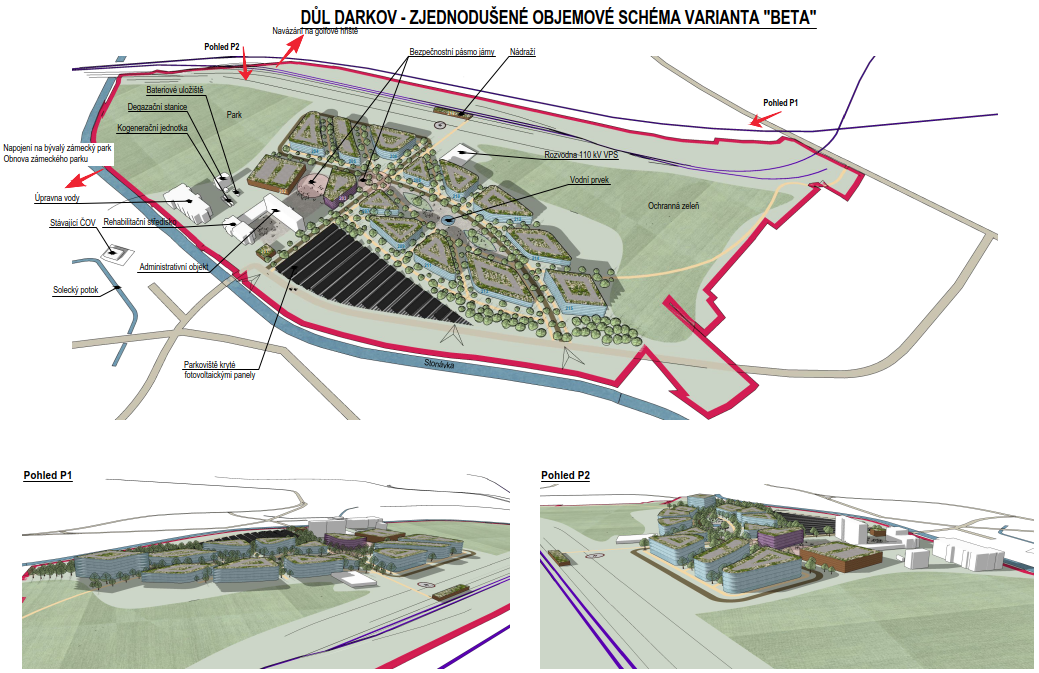 DŮL DARKOV - ZJEDNODUŠENÉ OBJEMOVÉ SCHÉMA VARIANTA "BETA"
Navázání na golfové hřiště
Pohled P2
Bezpečnostní pásmo jámy
Nádraží
Bateriové uložiště
Degazační stanice
Park
Pohled P1
Kogenerační jednotka
Napojení na bývalý zámecký park
Obnova zámeckého parku
Rozvodna 110 kV VPS
Vodní prvek
Úpravna vody
Ochranná zeleň
Stávající ČOV
Rehabilitační středisko
Administrativní objekt
Solecký potok
Parkoviště kryté
fotovoltaickými panely
Stonávka
Pohled P1
Pohled P2